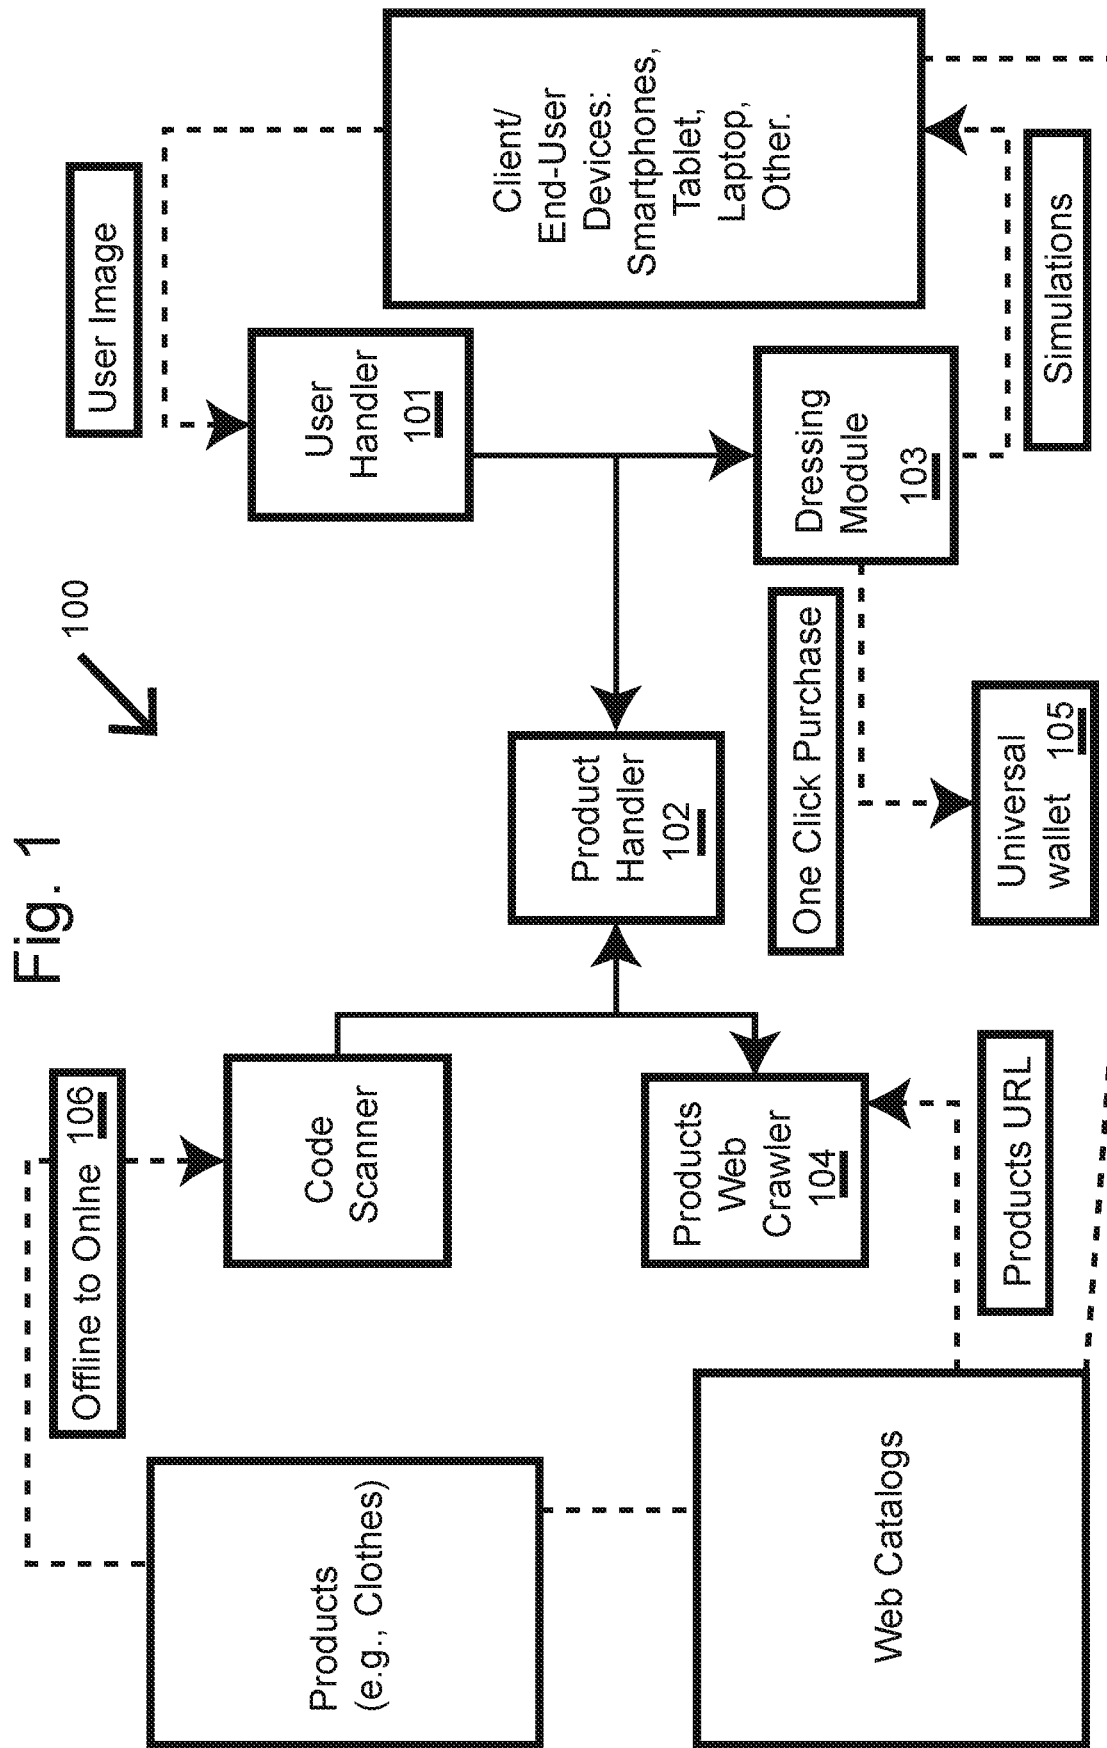 Fig. 1
100
Offline to Onlne 106
Products
(e.g., Clothes)
Code
Scanner
Web Catalogs
Products
Web
Crawler
104
Products URL
Product
Handler
102
User Image
User
Handler
101
Dressing
Module
103
One Click Purchase
Universal
wallet 105
Client/
End-User
Devices:
Smartphones,
Tablet,
Laptop,
Other.
Simulations